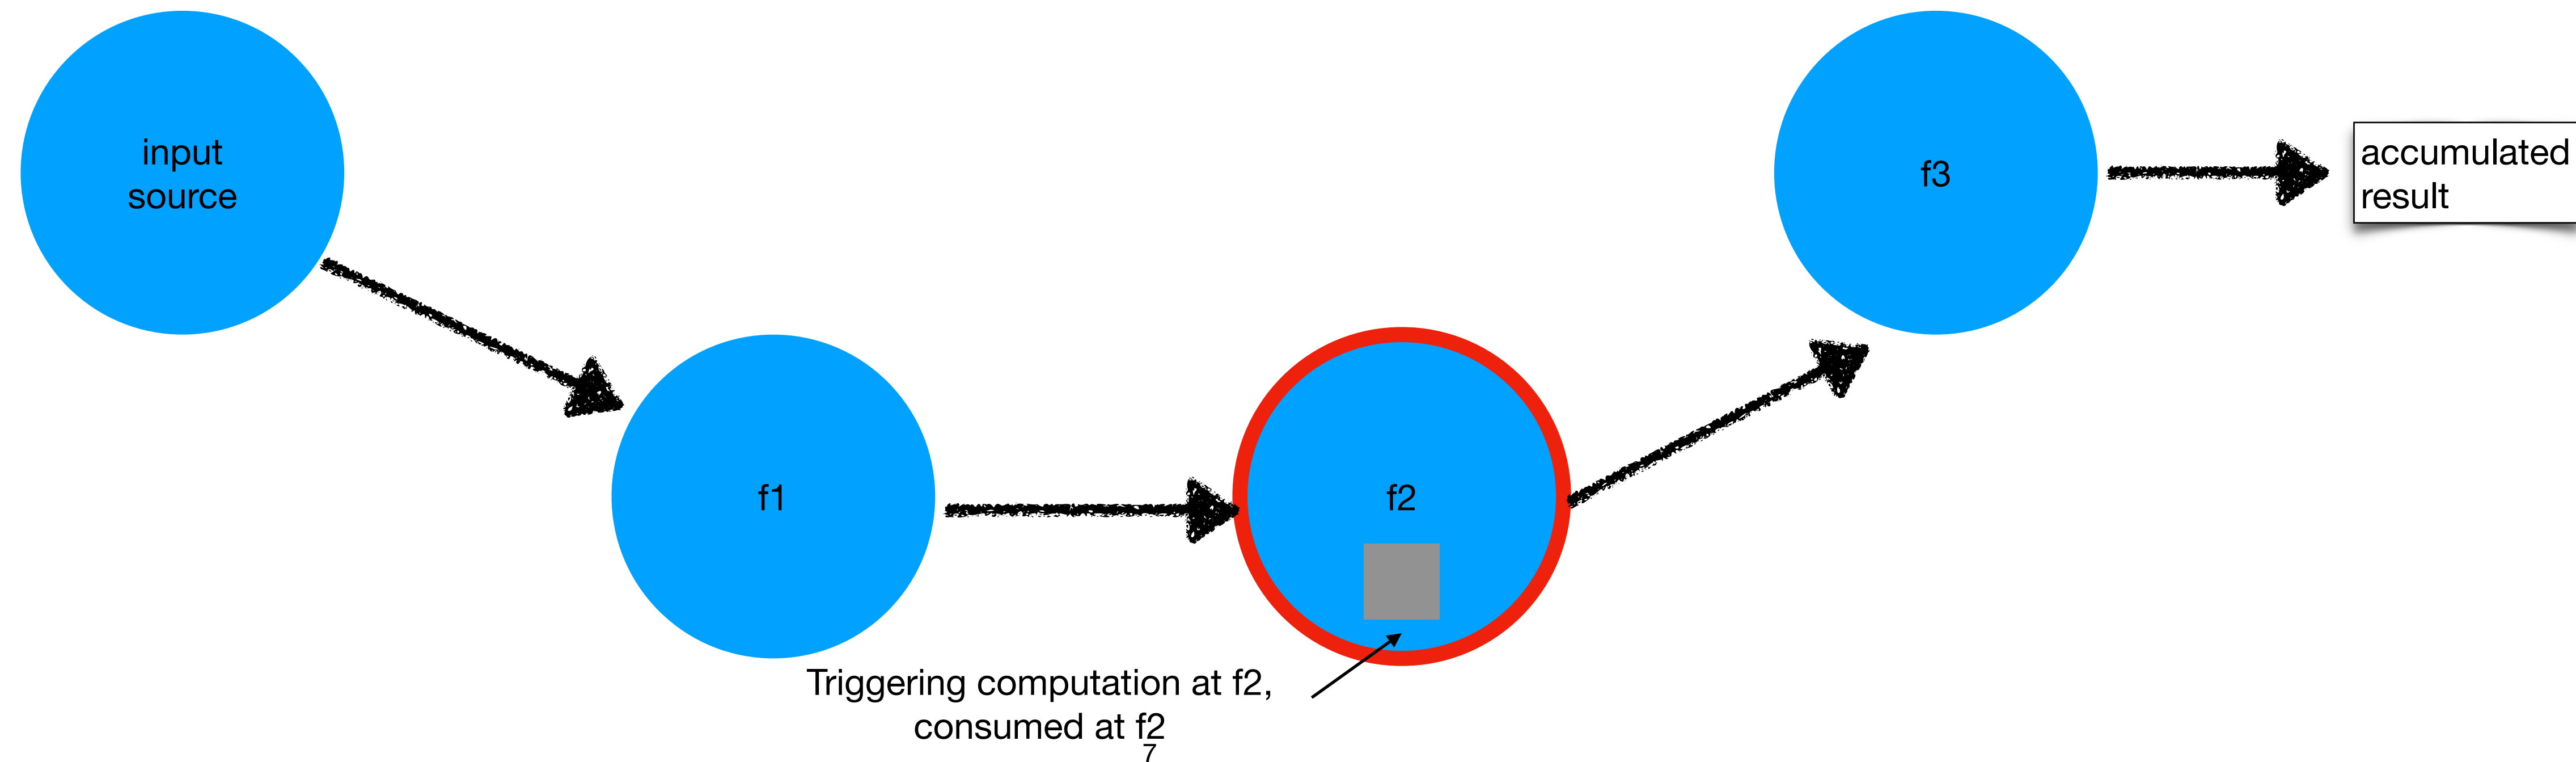 input
source
f1
f2
f3
accumulated
result
Triggering computation at f2,
consumed at f2
7